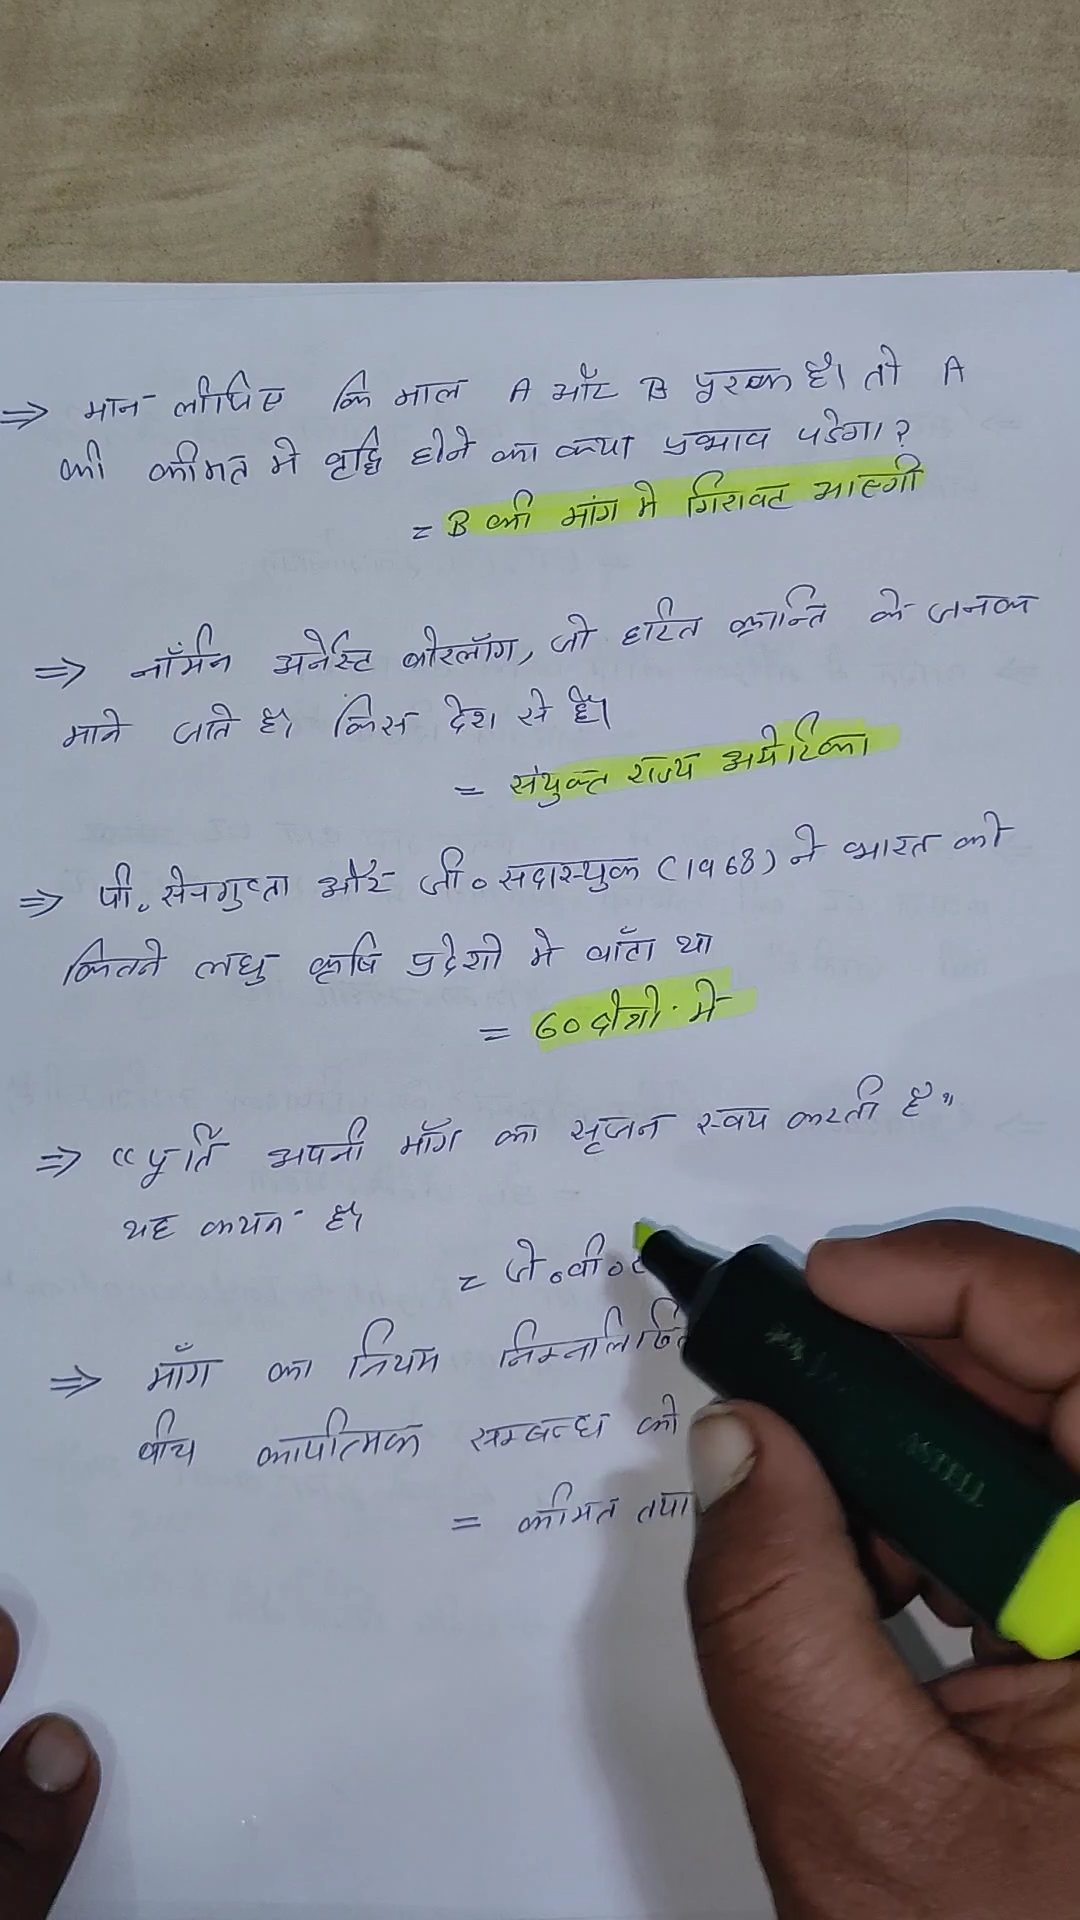 ⇒ मान लीजिए कि माल A और B पूरक है। तो A
की कीमत मे वृद्धि होने का क्या प्रभाव पडेगा?
= B की मांग मे गिरावट आएगी
⇒ नॉर्मन अर्नेस्ट बोरलॉग, जो हरित क्रान्ति के जनक
माने जाते है। किस देश से है।
= संयुक्त राज्य अमेरिका
⇒ पी. सेनगुप्ता और जी. सदास्युक (1968) ने भारत को
कितने लघु कृषि प्रदेशो मे बाँटा था
= 60 क्षेत्रो मे
⇒ "पूर्ति अपनी माँग का सृजन स्वय करती है"
यह कथन है।
= जे.वी.
⇒ माँग का नियम
बीच कार्यात्मक सम्बन्ध को
= कीमत तथा